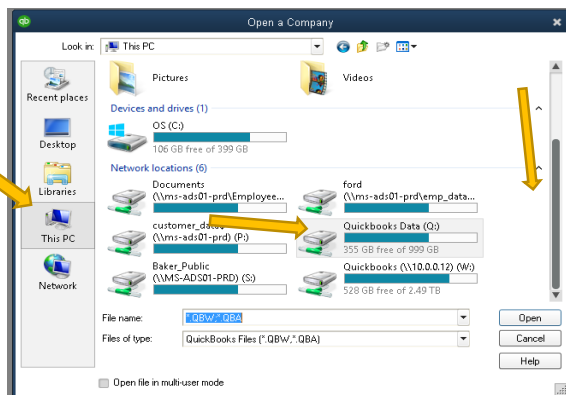 qb
Open a Company
Look in:
This PC
Recent places
Desktop
Libraries
This PC
Network
Pictures
Videos
Devices and drives (1)
OS (C:)
106 GB free of 399 GB
Network locations (6)
Documents
(\\ms-ads01-prd\Employee...
ford
(\\ms-ads01-prd\emp_data...
(\\ms-ads01-prd) (P:)
Quickbooks Data (Q:)
355 GB free of 999 GB
Baker_Public
(\\MS-ADS01-PRD) (S:)
Quickbooks (\\10.0.0.12) (W:)
528 GB free of 2.49 TB
File name:
*.QBW,*.QBA
Open
Files of type:
QuickBooks Files (*.QBW,*.QBA)
Cancel
Help
Open file in multi-user mode